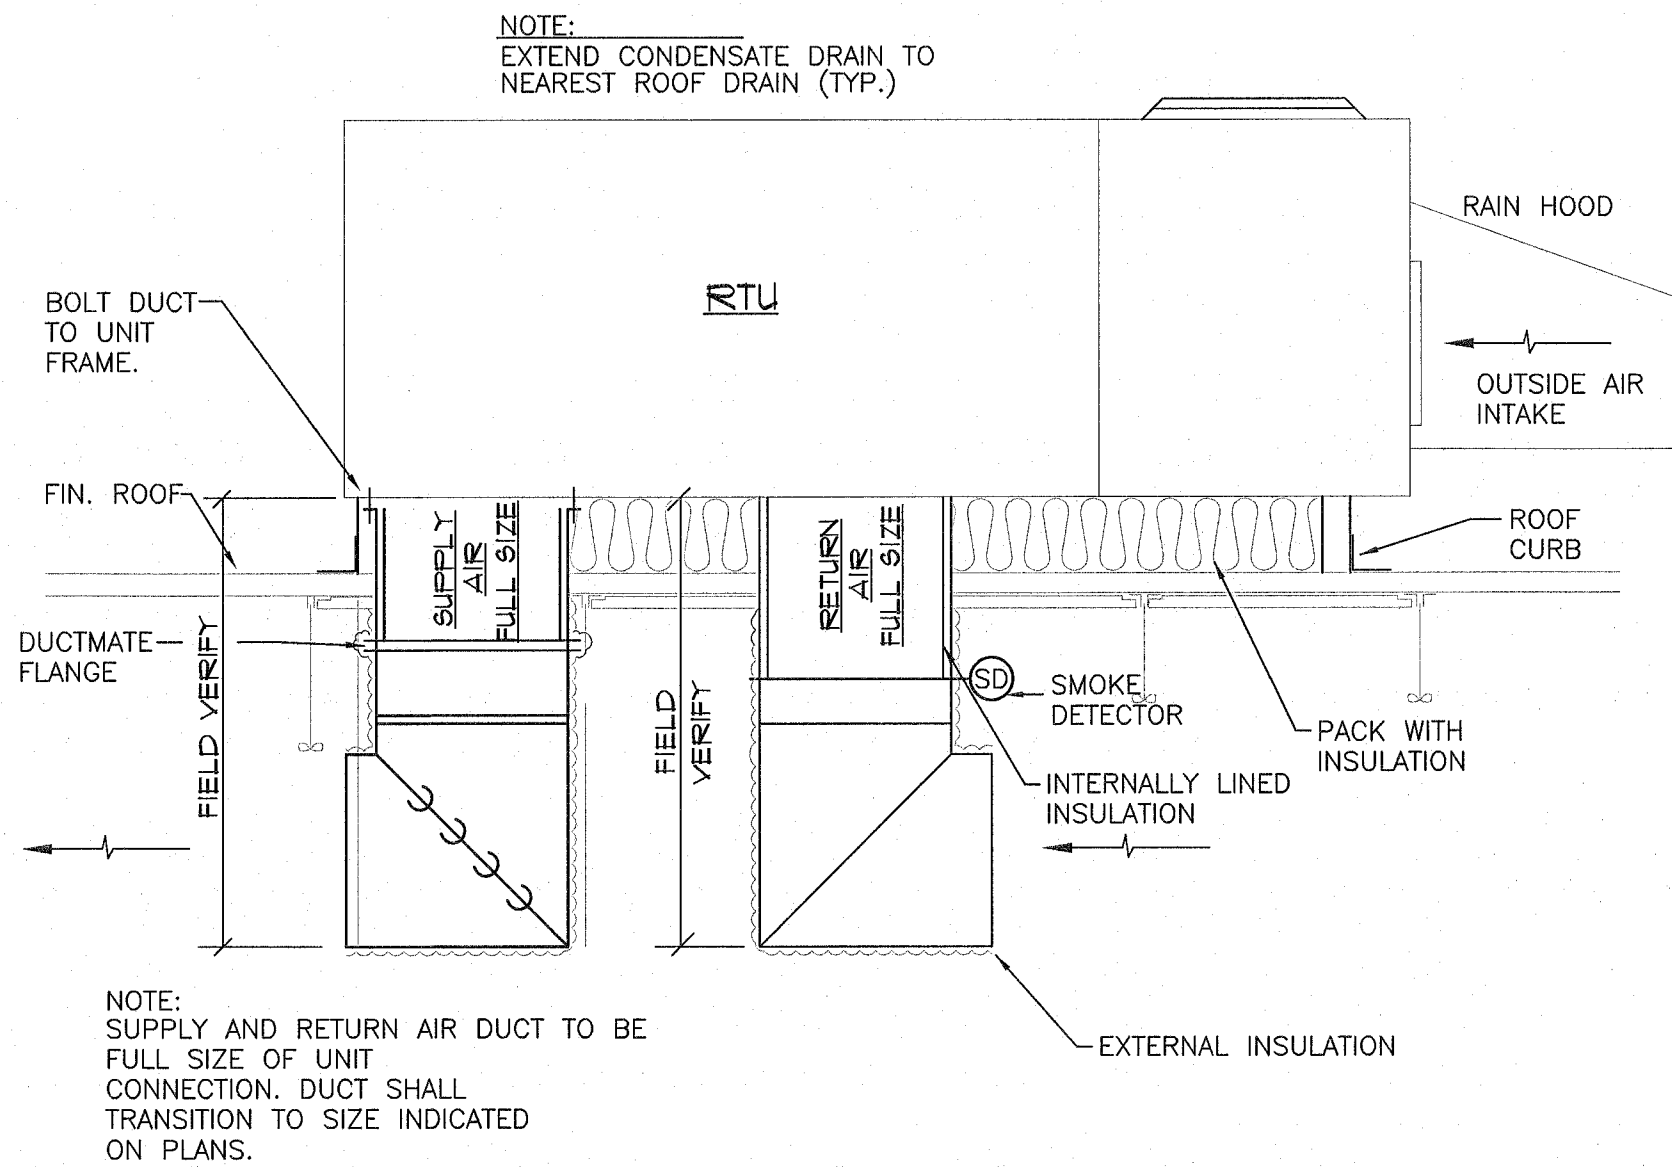 NOTE:
EXTEND CONDENSATE DRAIN TO
NEAREST ROOF DRAIN (TYP.)
RAIN HOOD
RTU
BOLT DUCT
TO UNIT
FRAME.
OUTSIDE AIR
INTAKE
FIN. ROOF
SUPPLY
AIR
FULL SIZE
RETURN
AIR
FULL SIZE
ROOF
CURB
DUCTMATE
FLANGE
FIELD VERIFY
FIELD
VERIFY
SD
SMOKE
DETECTOR
PACK WITH
INSULATION
INTERNALLY LINED
INSULATION
NOTE:
SUPPLY AND RETURN AIR DUCT TO BE
FULL SIZE OF UNIT
CONNECTION. DUCT SHALL
TRANSITION TO SIZE INDICATED
ON PLANS.
EXTERNAL INSULATION